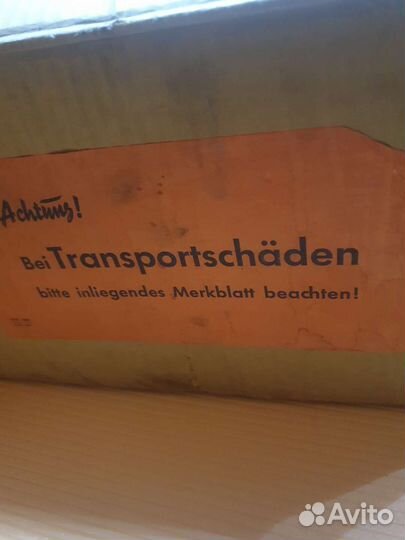 Achtung!
Bei Transportschäden
bitte inliegendes Merkblatt beachten!
Avito